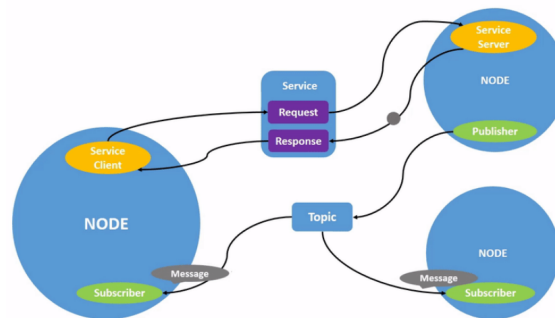 Service
Server
NODE
Publisher
Service
Request
Response
Service
Client
NODE
Subscriber
Message
Topic
NODE
Message
Subscriber